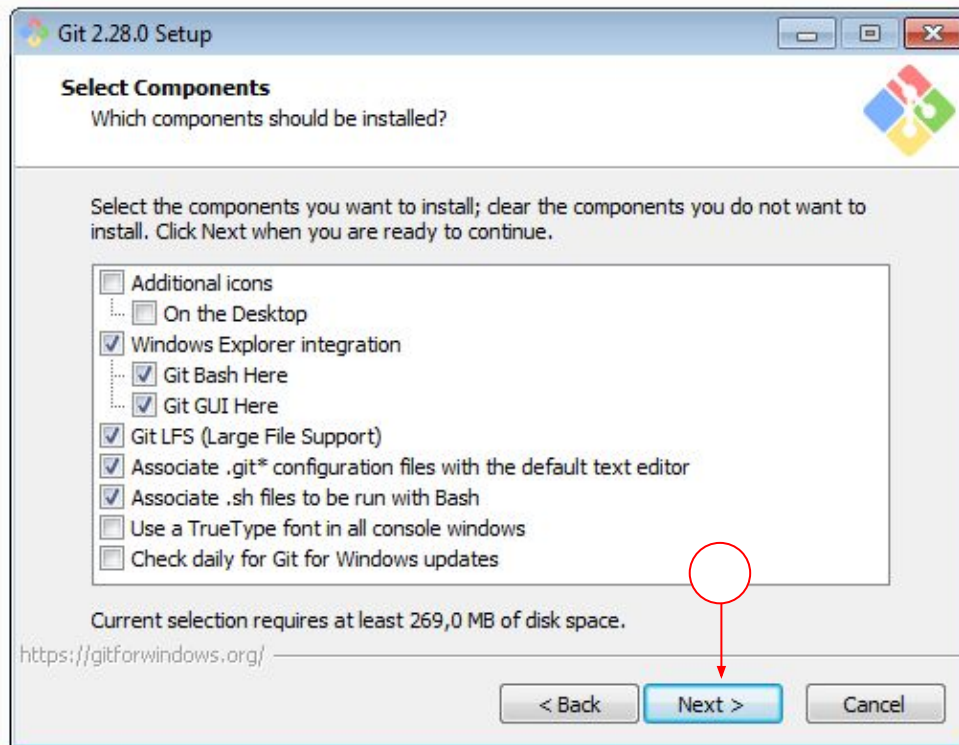 Git 2.28.0 Setup
Select Components
Which components should be installed?
Select the components you want to install; clear the components you do not want to
install. Click Next when you are ready to continue.
Additional icons
On the Desktop
Windows Explorer integration
Git Bash Here
Git GUI Here
Git LFS (Large File Support)
Associate .git* configuration files with the default text editor
Associate .sh files to be run with Bash
Use a TrueType font in all console windows
Check daily for Git for Windows updates
Current selection requires at least 269,0 MB of disk space.
https://gitforwindows.org/
< Back
Next >
Cancel